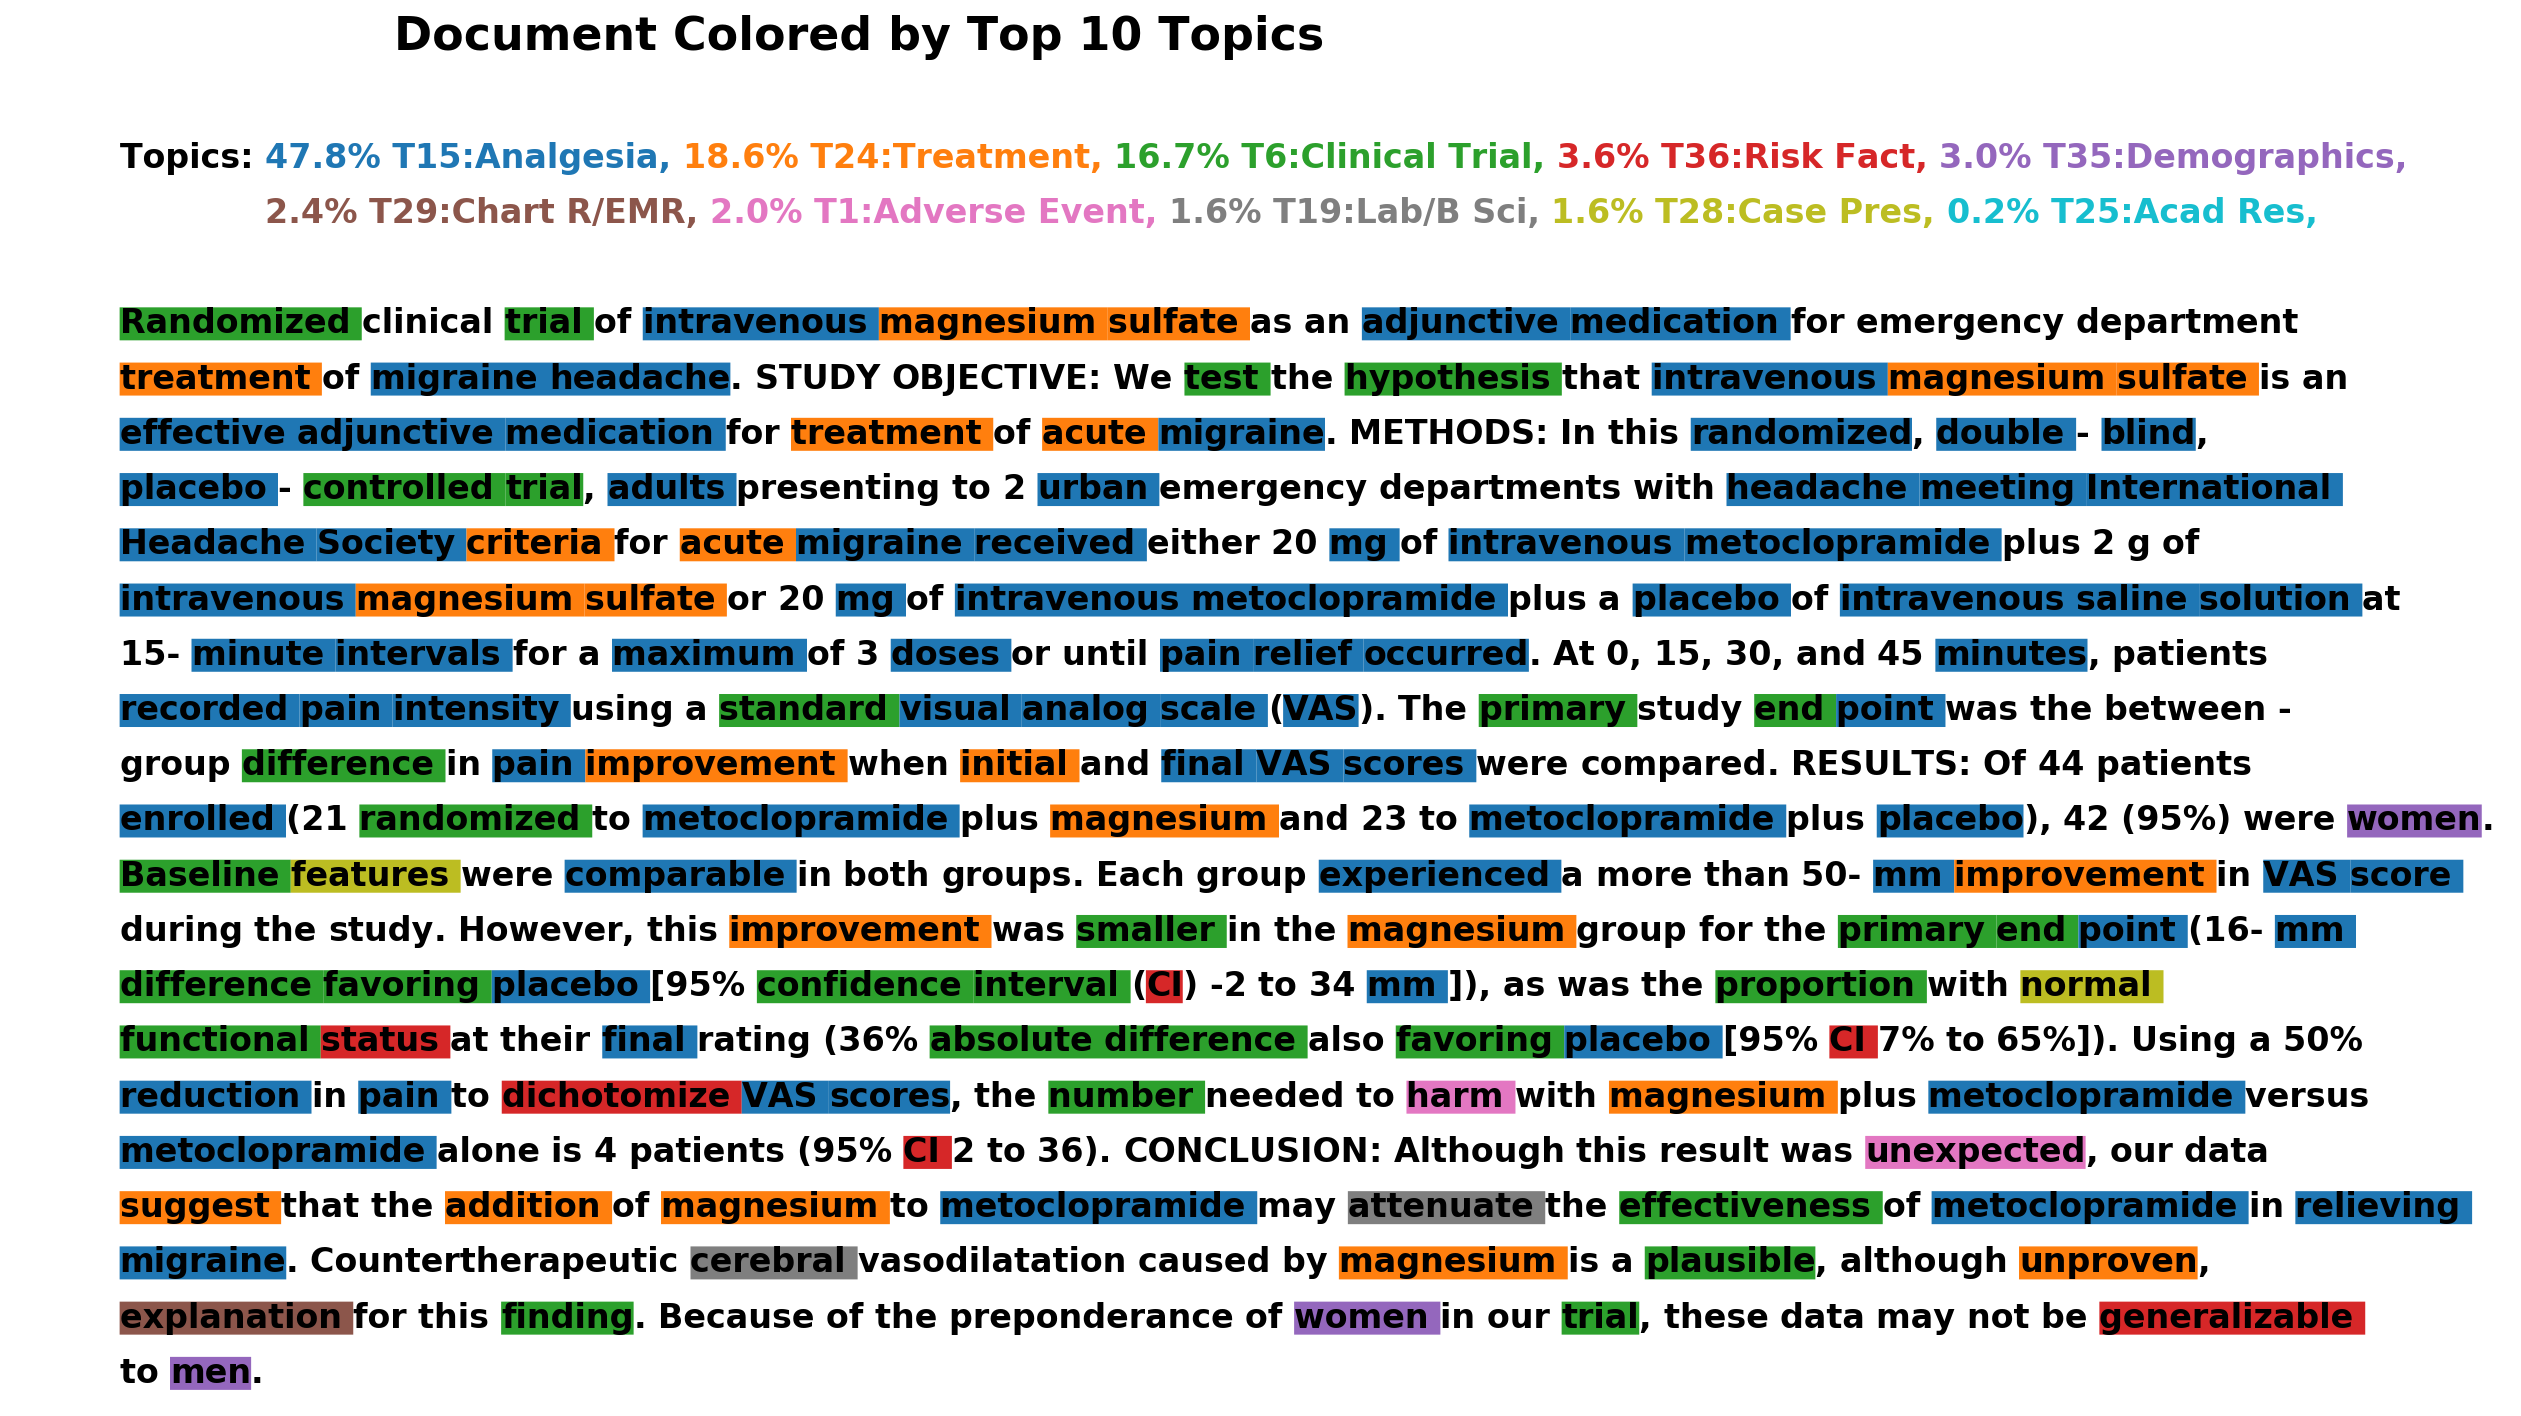 Document Colored by Top 10 Topics
Topics: 47.8% T15:Analgesia, 18.6% T24:Treatment, 16.7% T6:Clinical Trial, 3.6% T36:Risk Fact, 3.0% T35:Demographics,
2.4% T29:Chart R/EMR, 2.0% T1:Adverse Event, 1.6% T19:Lab/B Sci, 1.6% T28:Case Pres, 0.2% T25:Acad Res,
Randomized clinical trial of intravenous magnesium sulfate as an adjunctive medication for emergency department
treatment of migraine headache. STUDY OBJECTIVE: We test the hypothesis that intravenous magnesium sulfate is an
effective adjunctive medication for treatment of acute migraine. METHODS: In this randomized, double - blind,
placebo - controlled trial, adults presenting to 2 urban emergency departments with headache meeting International
Headache Society criteria for acute migraine received either 20 mg of intravenous metoclopramide plus 2 g of
intravenous magnesium sulfate or 20 mg of intravenous metoclopramide plus a placebo of intravenous saline solution at
15- minute intervals for a maximum of 3 doses or until pain relief occurred. At 0, 15, 30, and 45 minutes, patients
recorded pain intensity using a standard visual analog scale (VAS). The primary study end point was the between -
group difference in pain improvement when initial and final VAS scores were compared. RESULTS: Of 44 patients
enrolled (21 randomized to metoclopramide plus magnesium and 23 to metoclopramide plus placebo), 42 (95%) were women.
Baseline features were comparable in both groups. Each group experienced a more than 50- mm improvement in VAS score
during the study. However, this improvement was smaller in the magnesium group for the primary end point (16- mm
difference favoring placebo [95% confidence interval (CI) -2 to 34 mm ]), as was the proportion with normal
functional status at their final rating (36% absolute difference also favoring placebo [95% CI 7% to 65%]). Using a 50%
reduction in pain to dichotomize VAS scores, the number needed to harm with magnesium plus metoclopramide versus
metoclopramide alone is 4 patients (95% CI 2 to 36). CONCLUSION: Although this result was unexpected, our data
suggest that the addition of magnesium to metoclopramide may attenuate the effectiveness of metoclopramide in relieving
migraine. Countertherapeutic cerebral vasodilatation caused by magnesium is a plausible, although unproven,
explanation for this finding. Because of the preponderance of women in our trial, these data may not be generalizable
to men.